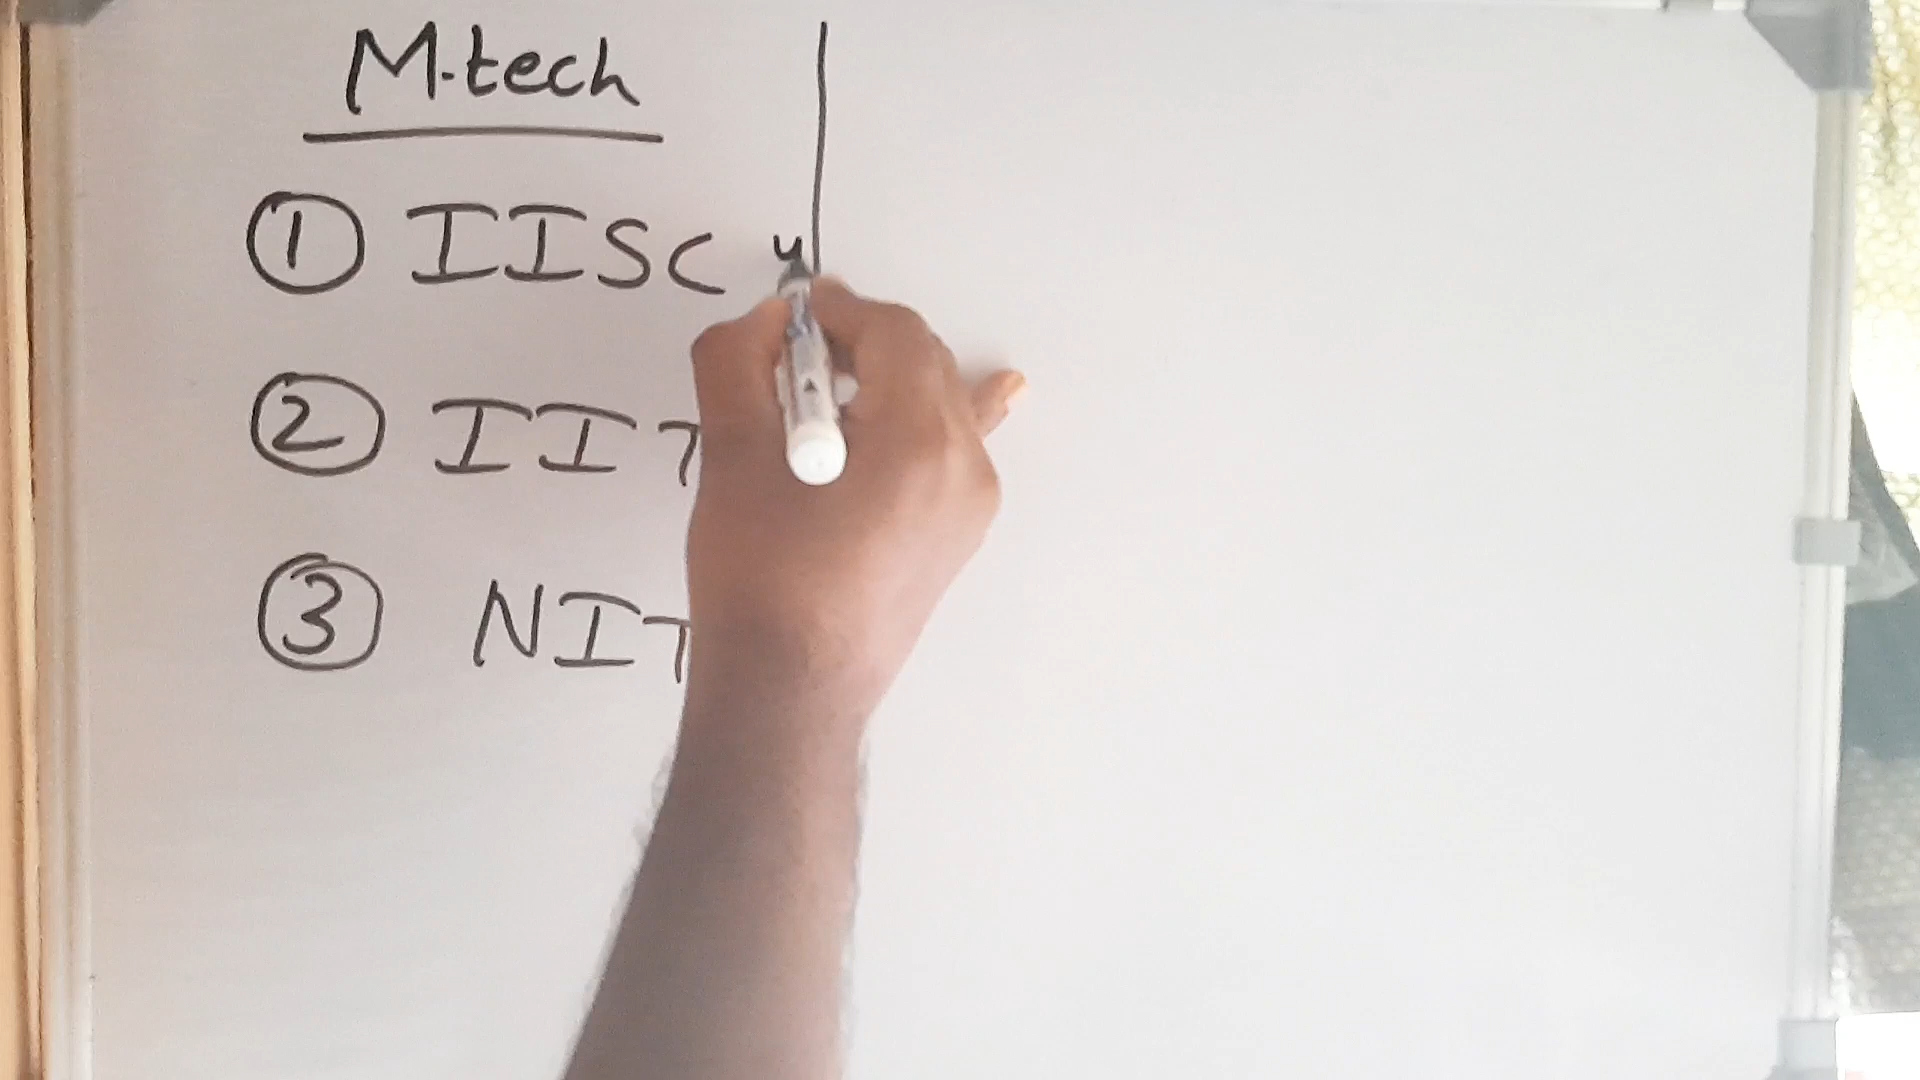 M.tech
① IISC
② IIT
③ NIT